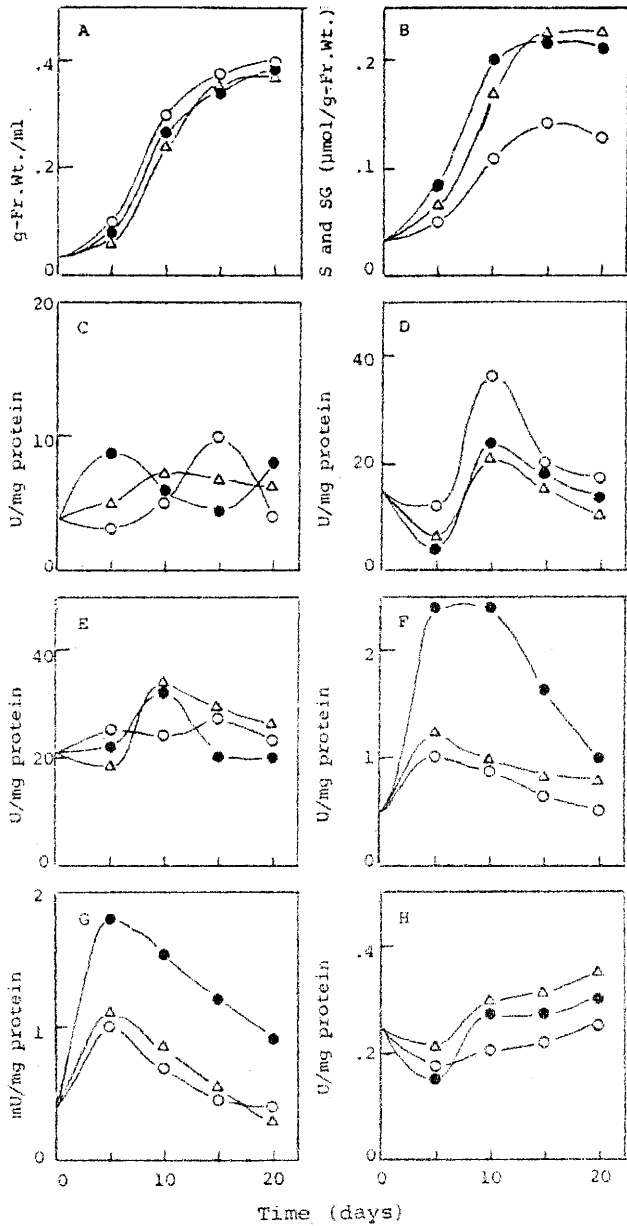 A
.4
.2
0
g-Fr.Wt./ml
B
0.2
0.1
0
S and SG (μmol/g-Fr.Wt.)
C
20
10
0
U/mg protein
D
40
20
0
U/mg protein
E
40
20
0
U/mg protein
F
2
1
0
U/mg protein
G
2
1
0
mU/mg protein
H
.4
.2
0
U/mg protein
0 10 20
0 10 20
Time (days)